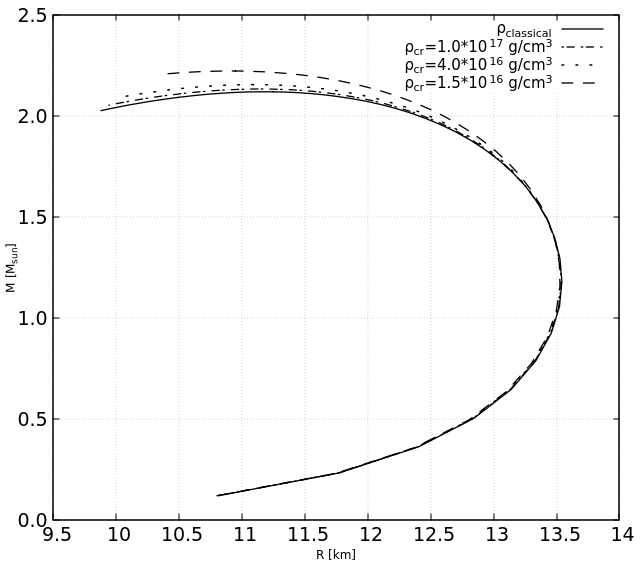 2.5
2.0
1.5
1.0
0.5
0.0
M [Msun]
ρclassical
ρcr=1.0*10^17 g/cm^3
ρcr=4.0*10^16 g/cm^3
ρcr=1.5*10^16 g/cm^3
9.5 10 10.5 11 11.5 12 12.5 13 13.5 14
R [km]